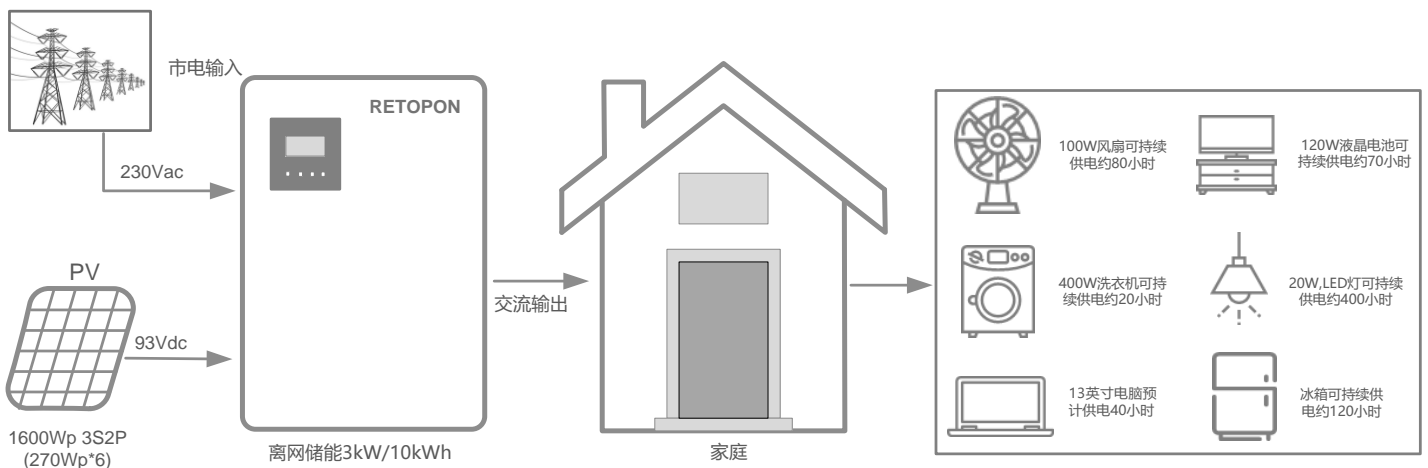 市电输入
230Vac
PV
93Vdc
1600Wp 3S2P
(270Wp*6)
RETOPON
离网储能3kW/10kWh
交流输出
家庭
100W风扇可持续
供电约80小时
120W液晶电池可
持续供电约70小时
400W洗衣机可持
续供电约20小时
20W,LED灯可持续
供电约400小时
13英寸电脑预
计供电40小时
冰箱可持续供
电约120小时